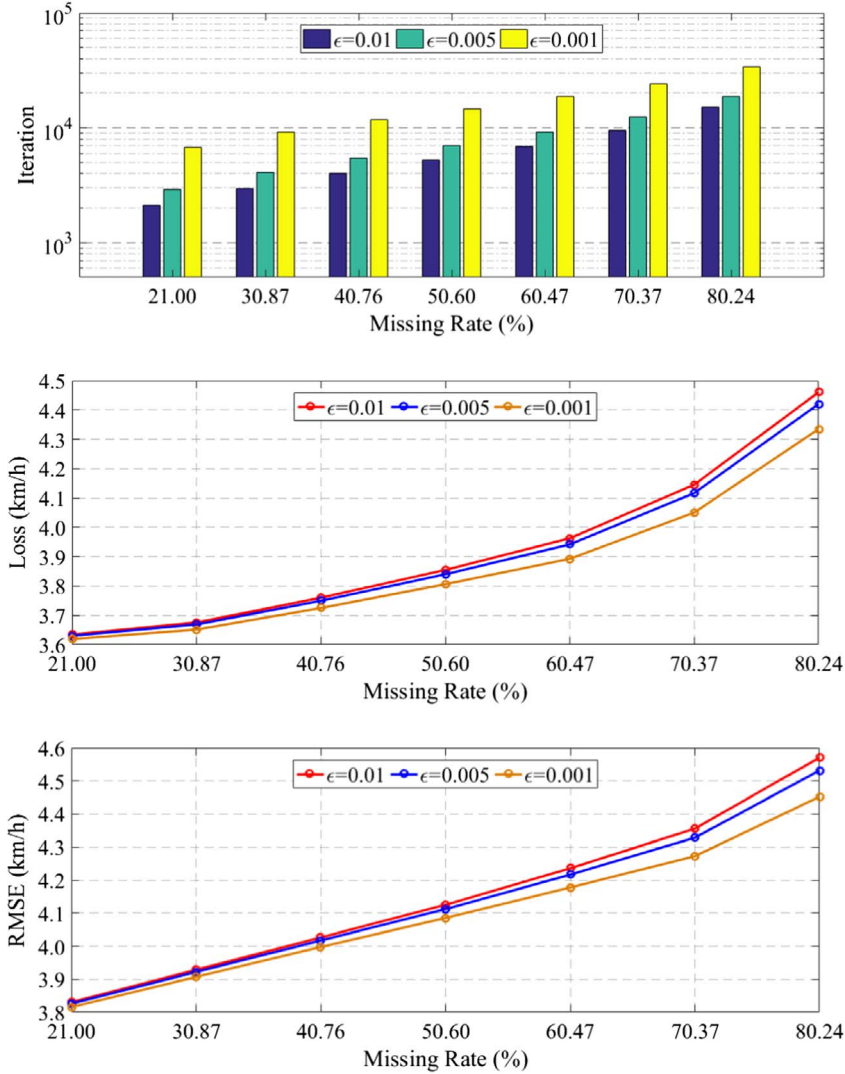 10^5
ϵ=0.01 ϵ=0.005 ϵ=0.001
10^4
10^3
Iteration
21.00 30.87 40.76 50.60 60.47 70.37 80.24
Missing Rate (%)
4.5
ϵ=0.01 ϵ=0.005 ϵ=0.001
4.4
4.3
4.2
4.1
4.0
3.9
3.8
3.7
3.6
Loss (km/h)
21.00 30.87 40.76 50.60 60.47 70.37 80.24
Missing Rate (%)
4.6
ϵ=0.01 ϵ=0.005 ϵ=0.001
4.5
4.4
4.3
4.2
4.1
4.0
3.9
3.8
RMSE (km/h)
21.00 30.87 40.76 50.60 60.47 70.37 80.24
Missing Rate (%)